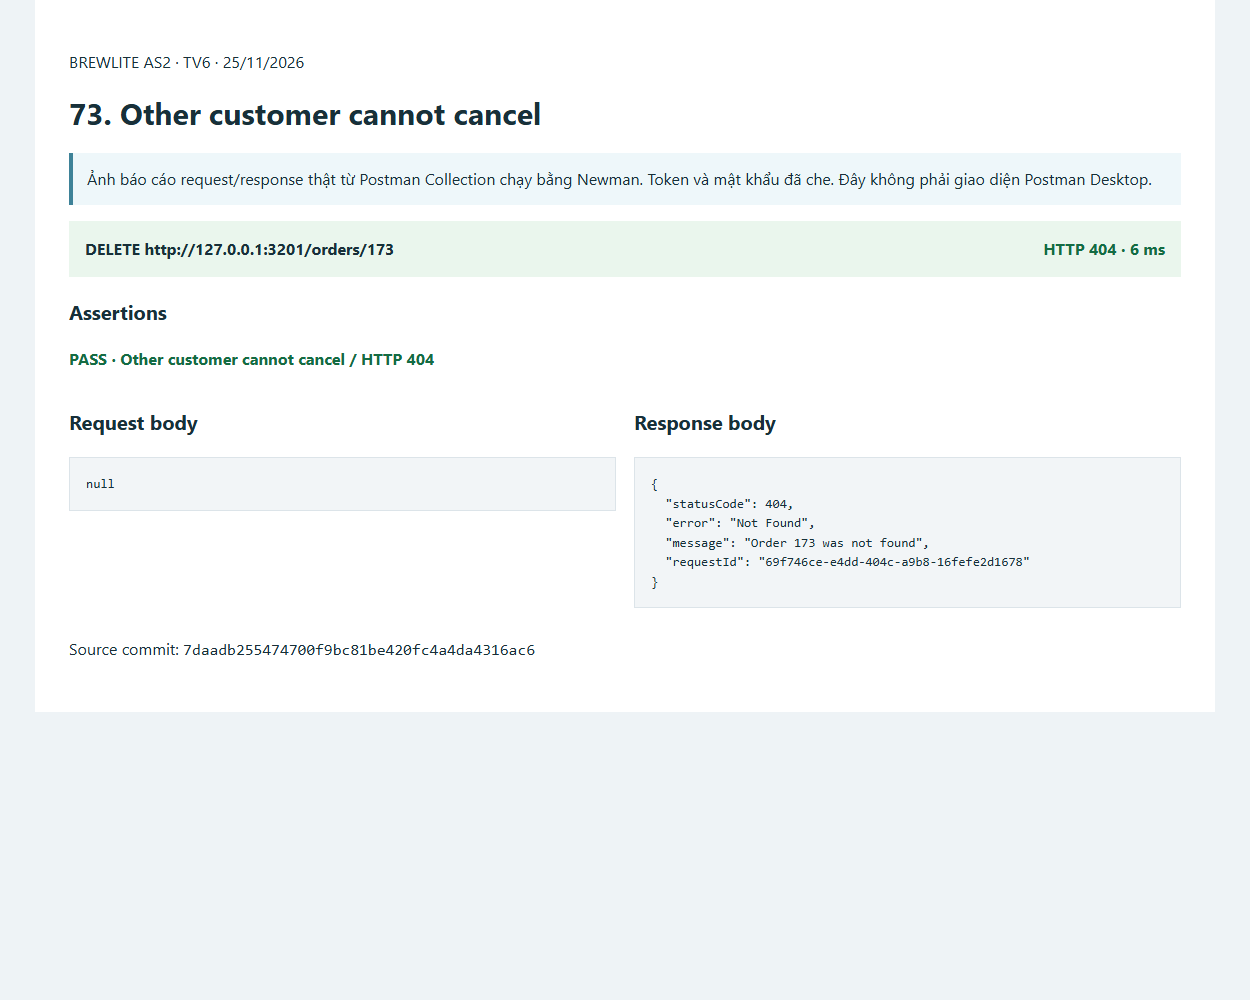 BREWLITE AS2 · TV6 · 25/11/2026
73. Other customer cannot cancel
Ảnh báo cáo request/response thật từ Postman Collection chạy bằng Newman. Token và mật khẩu đã che. Đây không phải giao diện Postman Desktop.
DELETE http://127.0.0.1:3201/orders/173 HTTP 404 · 6 ms
Assertions
PASS · Other customer cannot cancel / HTTP 404
Request body
null
Response body
{
  "statusCode": 404,
  "error": "Not Found",
  "message": "Order 173 was not found",
  "requestId": "69f746ce-e4dd-404c-a9b8-16fefe2d1678"
}
Source commit: 7daadb255474700f9bc81be420fc4a4da4316ac6